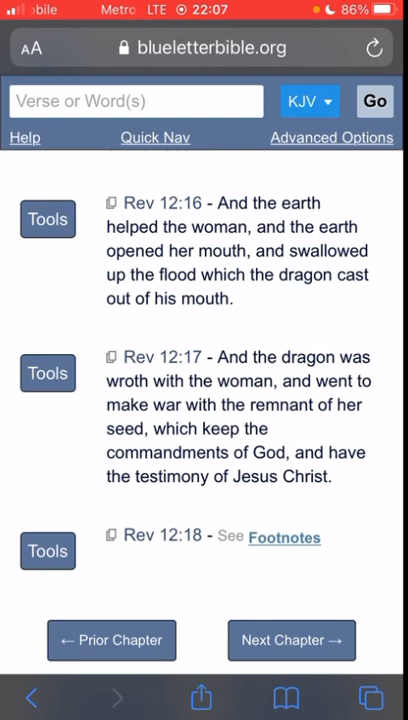 obile Metro LTE 22:07 86%
AA blueletterbible.org
Verse or Word(s) KJV Go
Help Quick Nav Advanced Options
Tools
Rev 12:16 - And the earth
helped the woman, and the earth
opened her mouth, and swallowed
up the flood which the dragon cast
out of his mouth.
Tools
Rev 12:17 - And the dragon was
wroth with the woman, and went to
make war with the remnant of her
seed, which keep the
commandments of God, and have
the testimony of Jesus Christ.
Tools
Rev 12:18 - See Footnotes
← Prior Chapter Next Chapter →